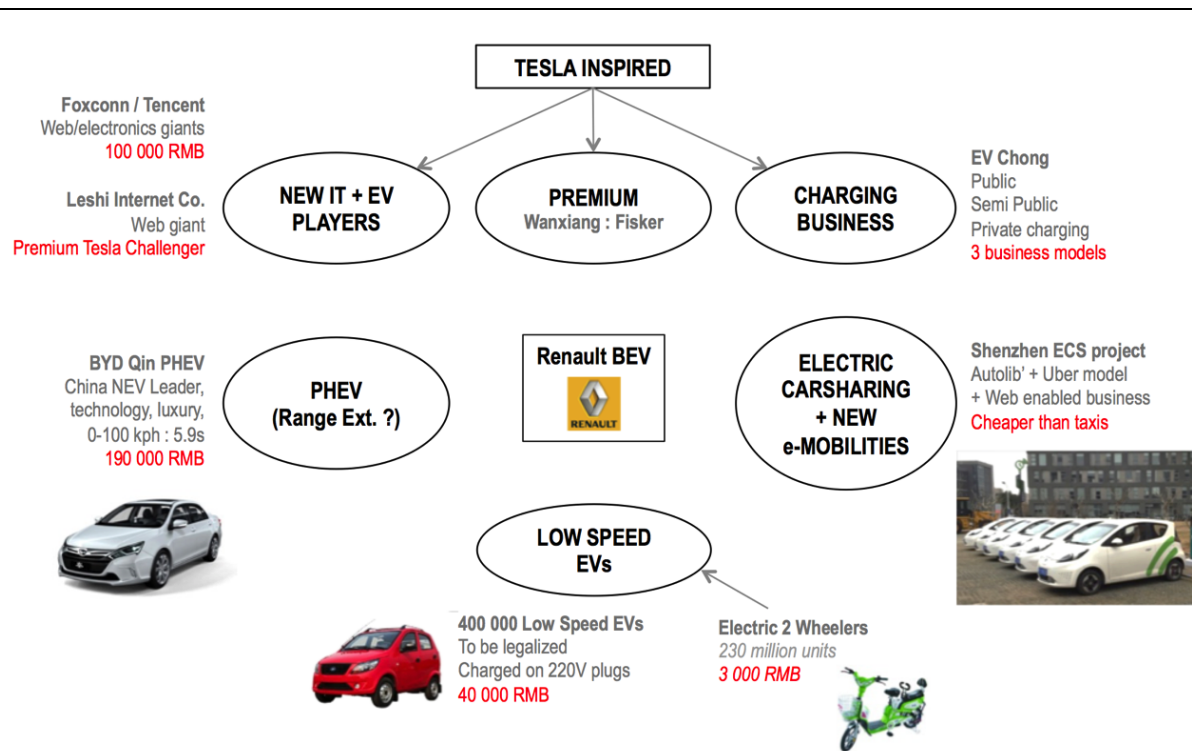 TESLA INSPIRED
Foxconn / Tencent
Web/electronics giants
100 000 RMB
Leshi Internet Co.
Web giant
Premium Tesla Challenger
NEW IT + EV
PLAYERS
PREMIUM
Wanxiang : Fisker
CHARGING
BUSINESS
EV Chong
Public
Semi Public
Private charging
3 business models
BYD Qin PHEV
China NEV Leader,
technology, luxury,
0-100 kph : 5.9s
190 000 RMB
PHEV
(Range Ext. ?)
Renault BEV
RENAULT
ELECTRIC
CARSHARING
+ NEW
e-MOBILITIES
Shenzhen ECS project
Autolib' + Uber model
+ Web enabled business
Cheaper than taxis
LOW SPEED
EVs
400 000 Low Speed EVs
To be legalized
Charged on 220V plugs
40 000 RMB
Electric 2 Wheelers
230 million units
3 000 RMB